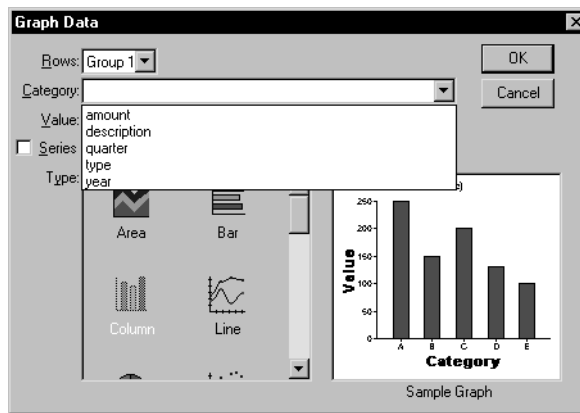 Graph Data
Rows: Group 1
OK
Category:
Cancel
Value:
amount
description
Series
quarter
type
Type:
year
Area
Bar
Column
Line
250
200
150
100
50
0
Value
A B C D E
Category
Sample Graph